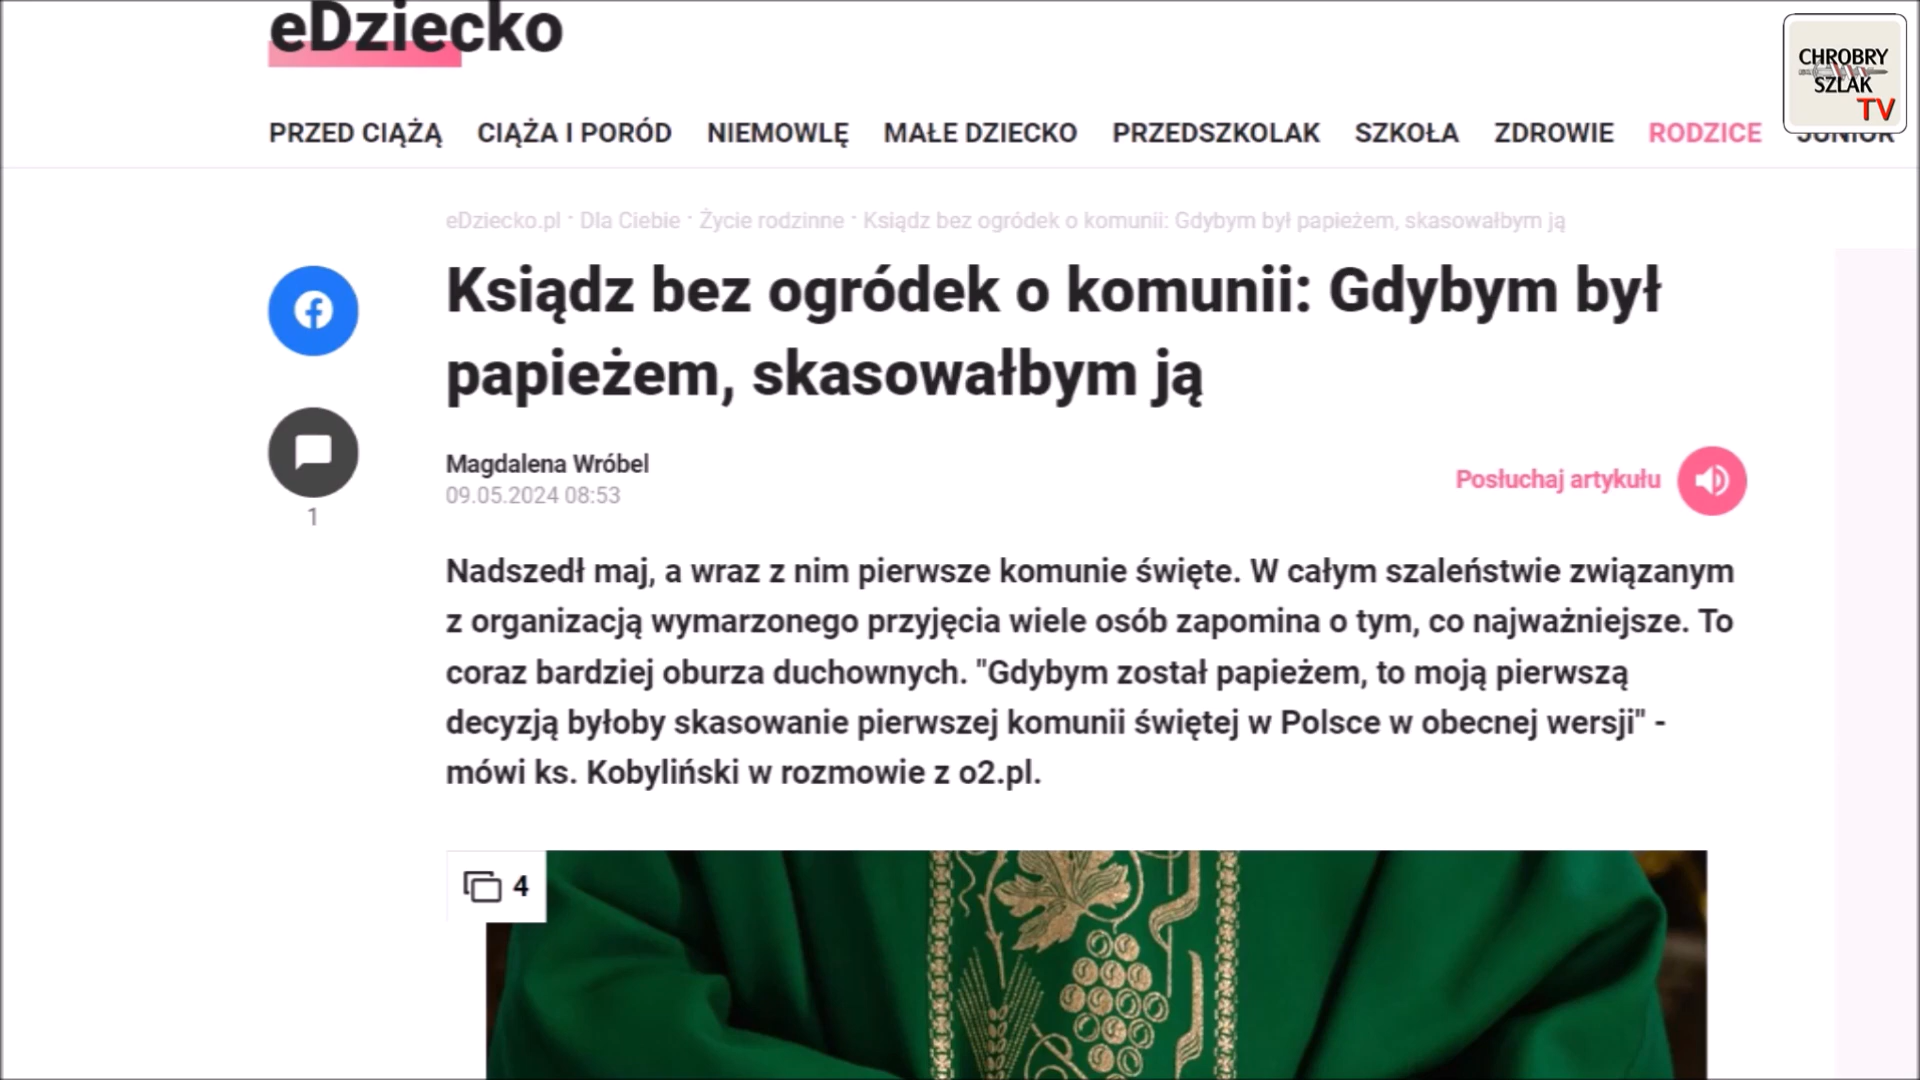 eDziecko
CHROBRY
SZLAK
TV
PRZED CIĄŻĄ CIĄŻA I PORÓD NIEMOWLĘ MAŁE DZIECKO PRZEDSZKOLAK SZKOŁA ZDROWIE RODZICE JUNIOR
eDziecko.pl · Dla Ciebie · Życie rodzinne · Ksiądz bez ogródek o komunii: Gdybym był papieżem, skasowałbym ją
Ksiądz bez ogródek o komunii: Gdybym był
papieżem, skasowałbym ją
Magdalena Wróbel
09.05.2024 08:53
Posłuchaj artykułu
1
Nadszedł maj, a wraz z nim pierwsze komunie święte. W całym szaleństwie związanym
z organizacją wymarzonego przyjęcia wiele osób zapomina o tym, co najważniejsze. To
coraz bardziej oburza duchownych. "Gdybym został papieżem, to moją pierwszą
decyzją byłoby skasowanie pierwszej komunii świętej w Polsce w obecnej wersji" -
mówi ks. Kobyliński w rozmowie z o2.pl.
4